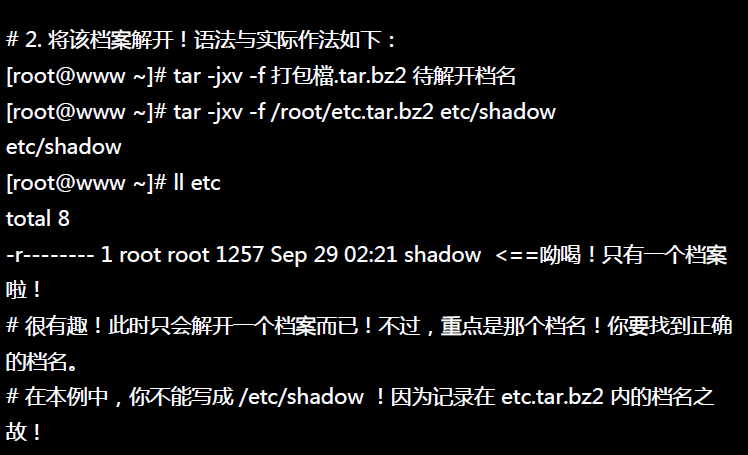 # 2. 将该档案解开！语法与实际作法如下：
[root@www ~]# tar -jxv -f 打包檔.tar.bz2 待解开档名
[root@www ~]# tar -jxv -f /root/etc.tar.bz2 etc/shadow
etc/shadow
[root@www ~]# ll etc
total 8
-r-------- 1 root root 1257 Sep 29 02:21 shadow  <==呦喝！只有一个档案
啦！
# 很有趣！此时只会解开一个档案而已！不过，重点是那个档名！你要找到正确
的档名。
# 在本例中，你不能写成 /etc/shadow ！因为记录在 etc.tar.bz2 内的档名之
故！